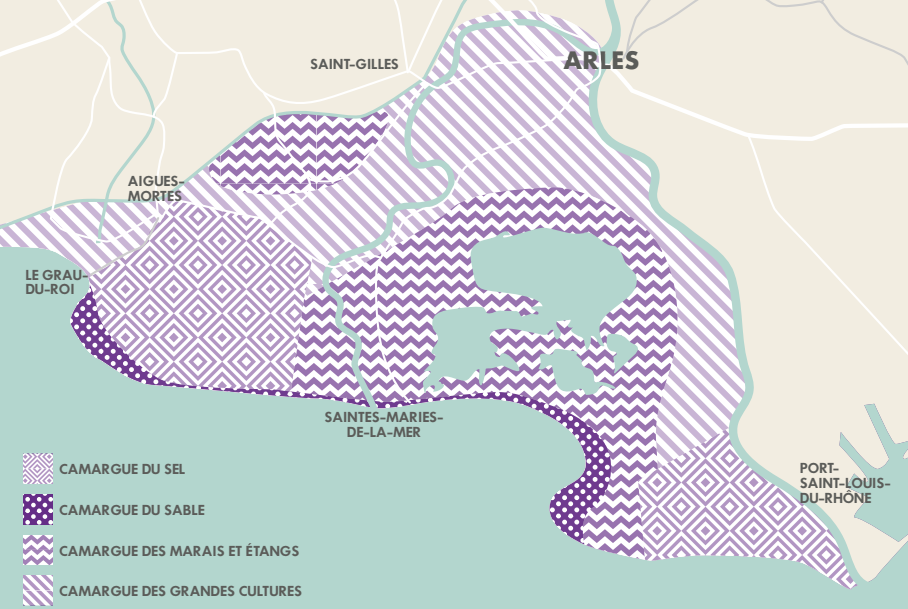 SAINT-GILLES
ARLES
AIGUES-
MORTES
LE GRAU-
DU-ROI
SAINTES-MARIES-
DE-LA-MER
PORT-
SAINT-LOUIS-
DU-RHÔNE
CAMARGUE DU SEL
CAMARGUE DU SABLE
CAMARGUE DES MARAIS ET ÉTANGS
CAMARGUE DES GRANDES CULTURES